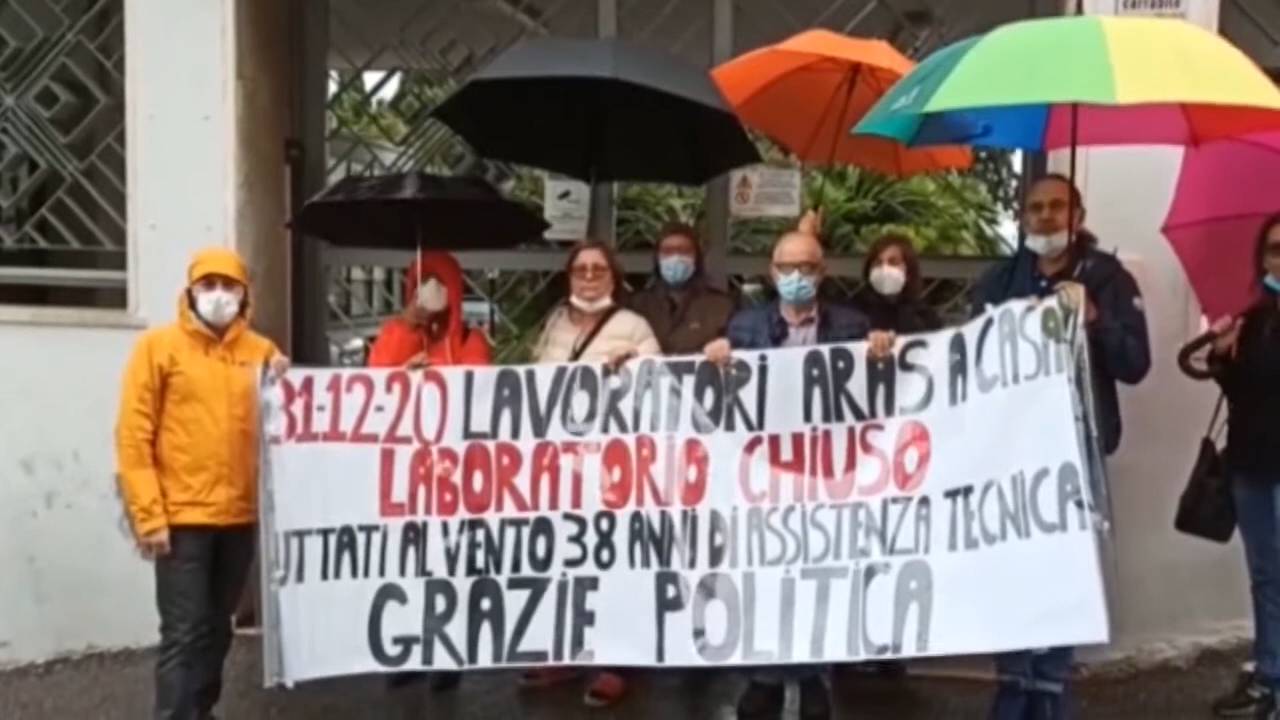 31-12-20 LAVORATORI ARAS A CASA
LABORATORIO CHIUSO
UTTATI AL VENTO 38 ANNI DI ASSISTENZA TECNICA
GRAZIE POLITICA